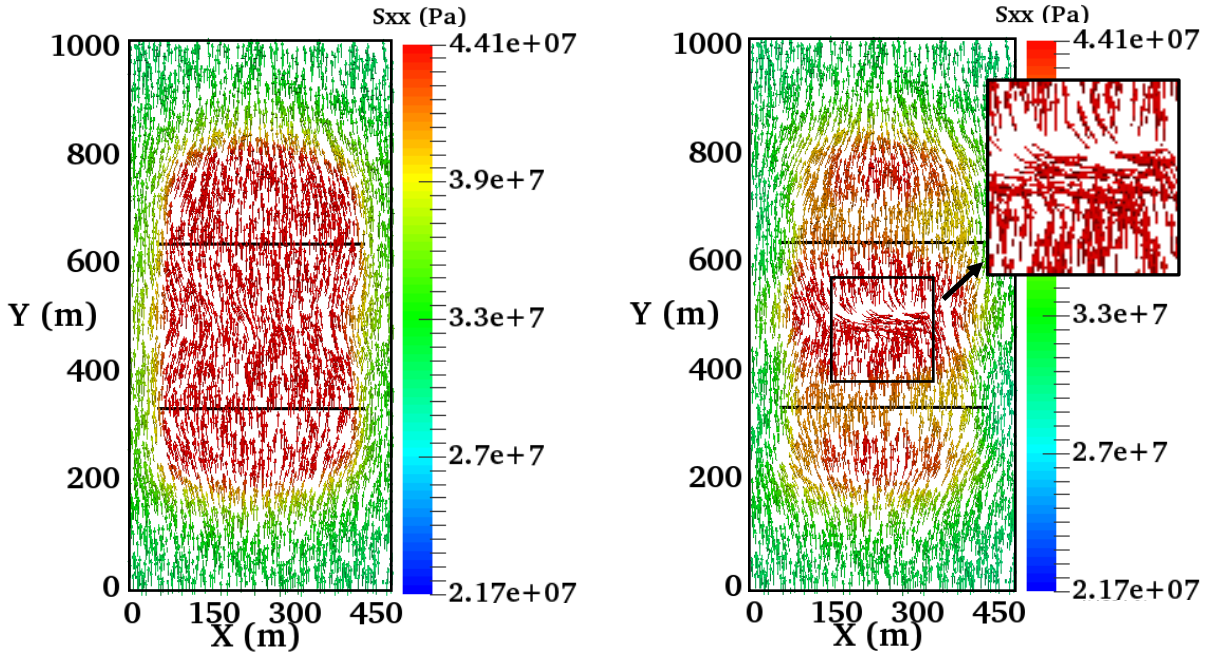 Sxx (Pa)
4.41e+07
3.9e+7
3.3e+7
2.7e+7
2.17e+07
1000
800
600
Y (m)
400
200
0
0 150 300 450
X (m)
Sxx (Pa)
4.41e+07
3.3e+7
2.7e+7
2.17e+07
1000
800
600
Y (m)
400
200
0
0 150 300 450
X (m)